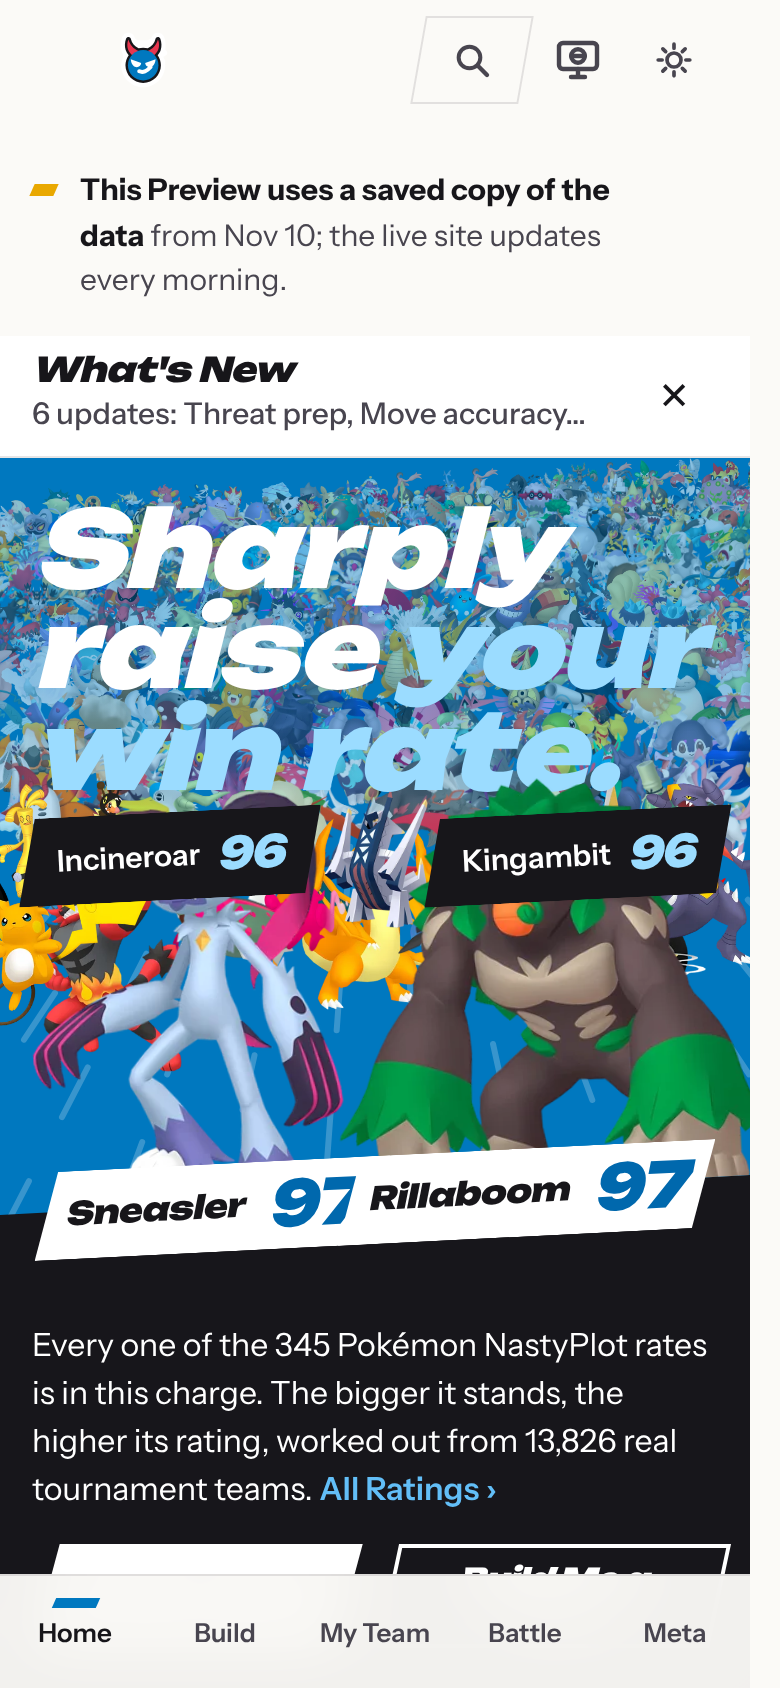 This Preview uses a saved copy of the
data from Nov 10; the live site updates
every morning.
What's New
6 updates: Threat prep, Move accuracy...
Sharply
raise your
win rate.
Incineroar 96
Kingambit 96
Sneasler 97
Rillaboom 97
Every one of the 345 Pokémon NastyPlot rates
is in this charge. The bigger it stands, the
higher its rating, worked out from 13,826 real
tournament teams. All Ratings ›
Home
Build
My Team
Battle
Meta